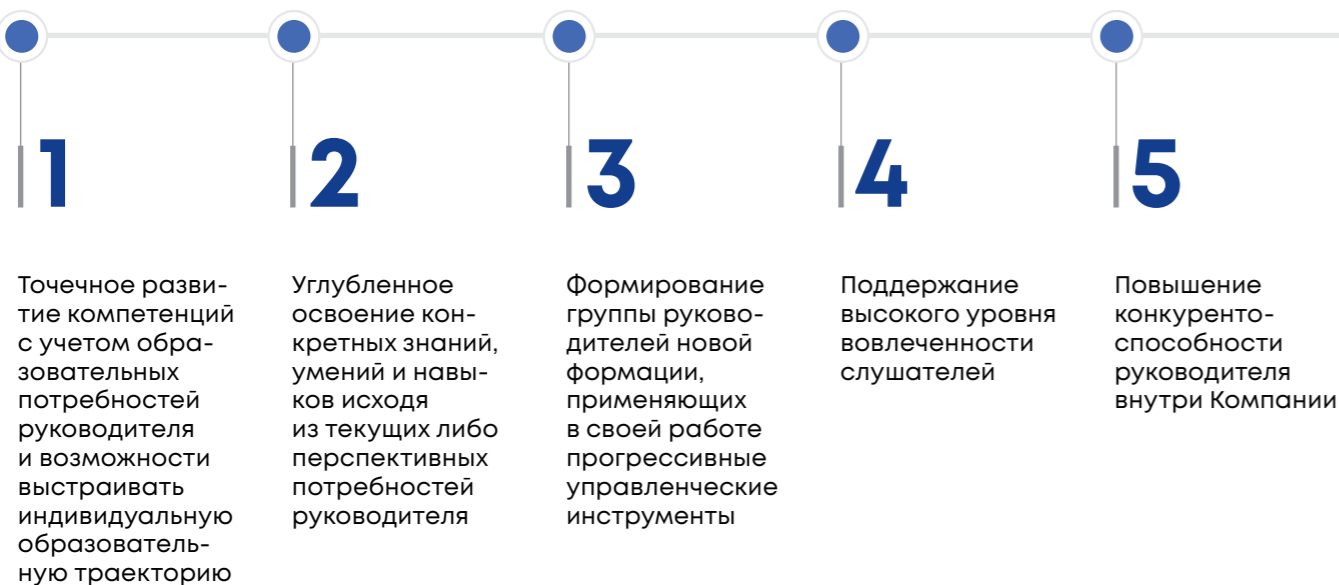 1
Точечное разви-
тие компетенций
с учетом обра-
зовательных
потребностей
руководителя
и возможности
выстраивать
индивидуальную
образователь-
ную траекторию
2
Углубленное
освоение кон-
кретных знаний,
умений и навы-
ков исходя
из текущих либо
перспективных
потребностей
руководителя
3
Формирование
группы руково-
дителей новой
формации,
применяющих
в своей работе
прогрессивные
управленческие
инструменты
4
Поддержание
высокого уровня
вовлеченности
слушателей
5
Повышение
конкуренто-
способности
руководителя
внутри Компании